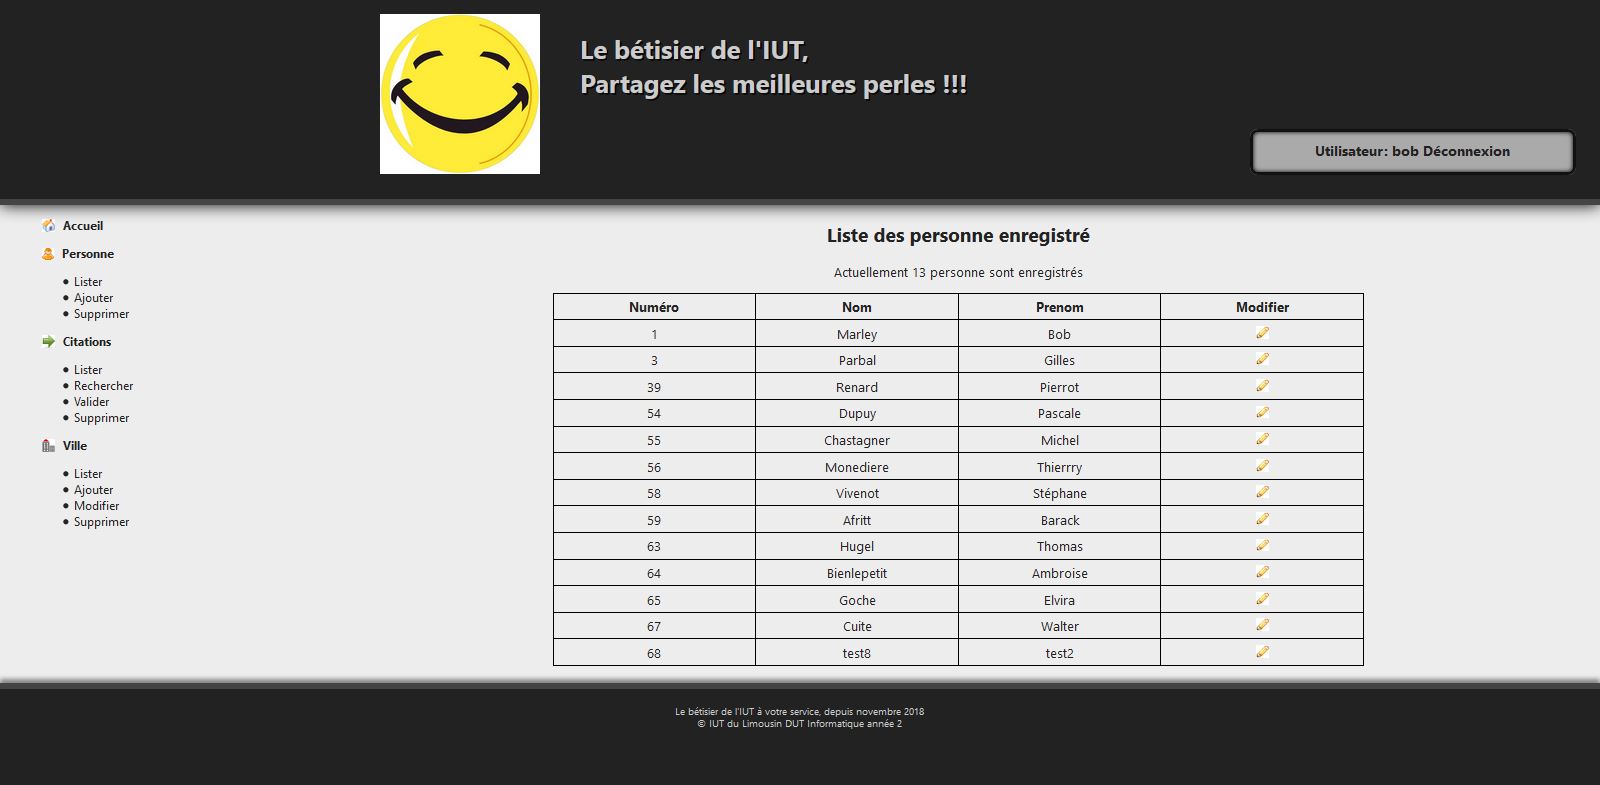 Le bétisier de l'IUT,
Partagez les meilleures perles !!!
Utilisateur: bob Déconnexion
Accueil
Personne
Lister
Ajouter
Supprimer
Citations
Lister
Rechercher
Valider
Supprimer
Ville
Lister
Ajouter
Modifier
Supprimer
Liste des personne enregistré
Actuellement 13 personne sont enregistrés
Numéro Nom Prenom Modifier
1 Marley Bob
3 Parbal Gilles
39 Renard Pierrot
54 Dupuy Pascale
55 Chastagner Michel
56 Monediere Thierrry
58 Vivenot Stéphane
59 Afritt Barack
63 Hugel Thomas
64 Bienlepetit Ambroise
65 Goche Elvira
67 Cuite Walter
68 test8 test2
Le bétisier de l'IUT à votre service, depuis novembre 2018
© IUT du Limousin DUT Informatique année 2